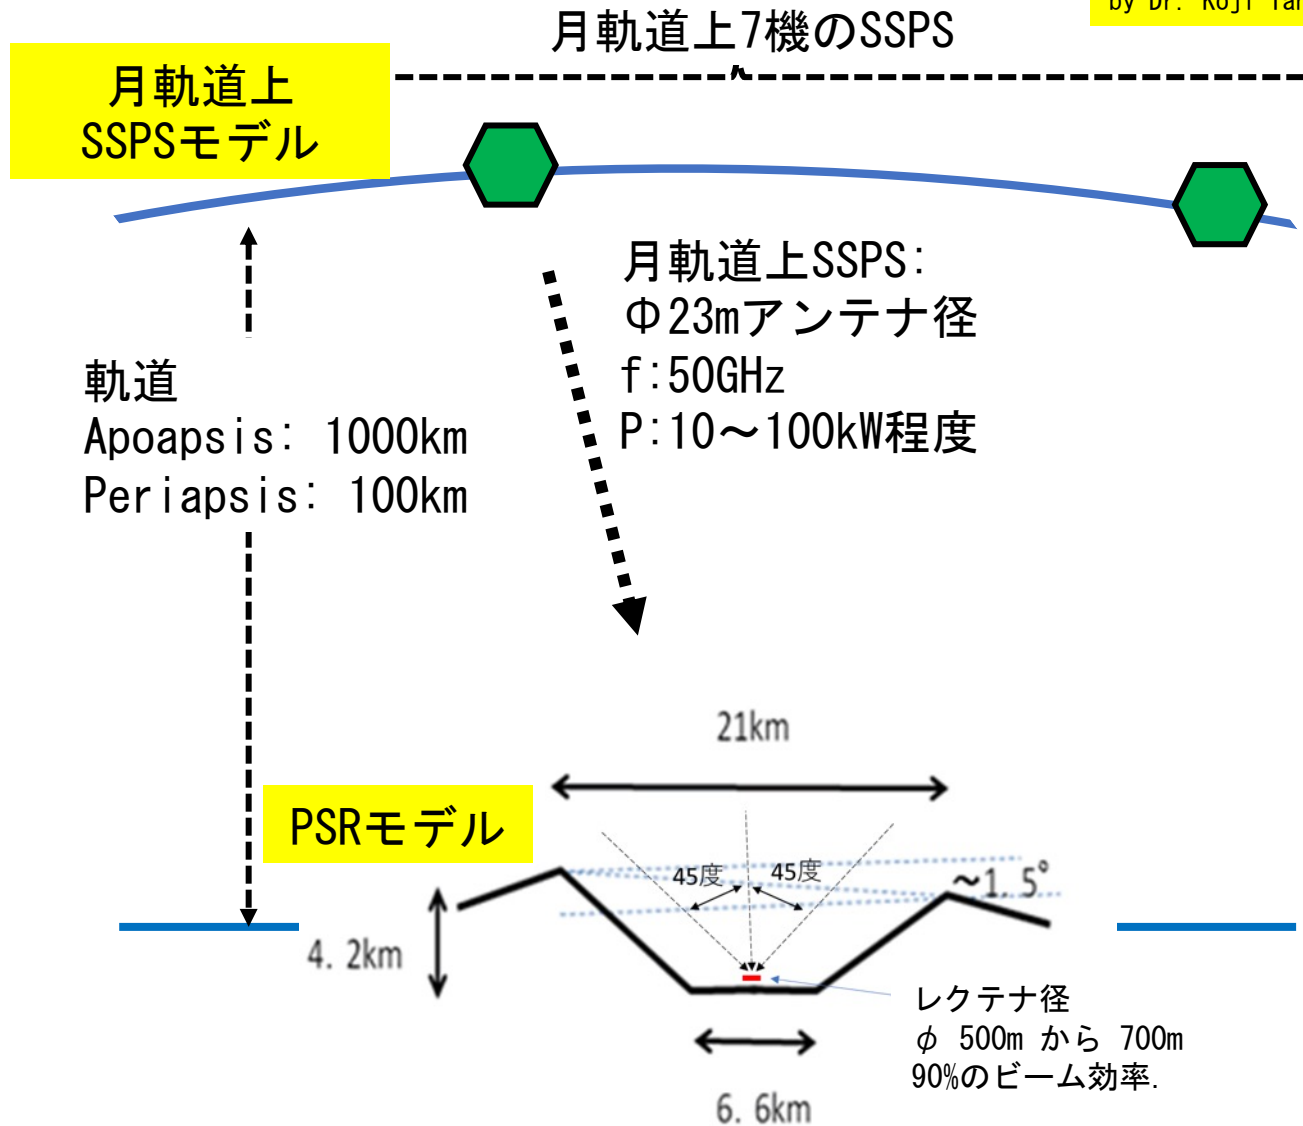 by Dr. Koji
月軌道上7機のSSPS
月軌道上
SSPSモデル
月軌道上SSPS:
Φ23mアンテナ径
f:50GHz
P:10～100kW程度
軌道
Apoapsis: 1000km
Periapsis: 100km
21km
PSRモデル
45度
45度
～1.5°
4.2km
レクテナ径
φ 500m から 700m
90%のビーム効率.
6.6km